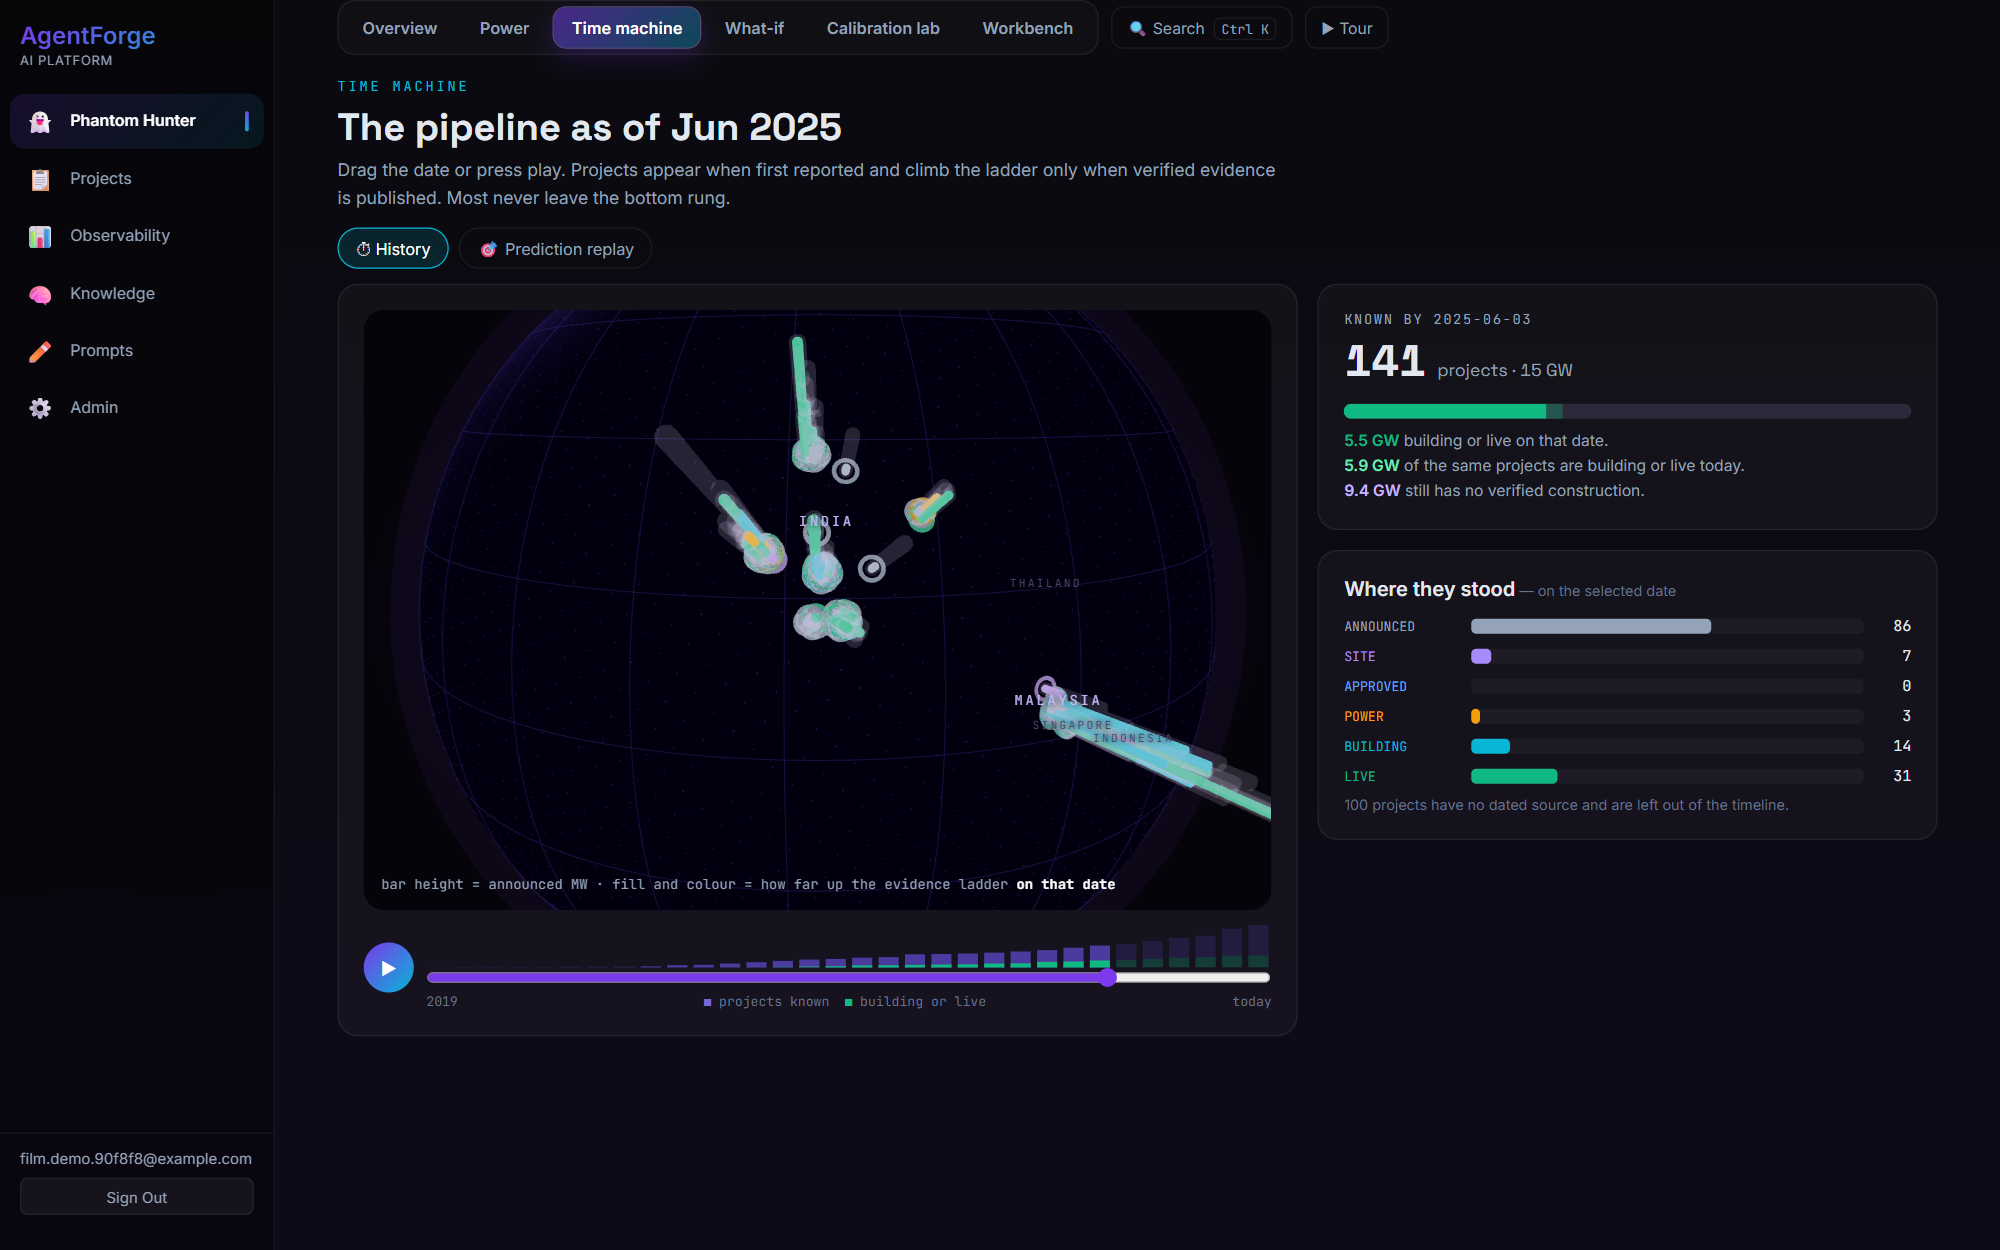 AgentForge
AI PLATFORM
Phantom Hunter
Projects
Observability
Knowledge
Prompts
Admin
film.demo.90f8f8@example.com
Sign Out
Overview
Power
Time machine
What-if
Calibration lab
Workbench
Search Ctrl K
Tour
TIME MACHINE
The pipeline as of Jun 2025
Drag the date or press play. Projects appear when first reported and climb the ladder only when verified evidence
is published. Most never leave the bottom rung.
History
Prediction replay
INDIA
THAILAND
MALAYSIA
SINGAPORE
INDONESIA
bar height = announced MW · fill and colour = how far up the evidence ladder on that date
2019
projects known
building or live
today
KNOWN BY 2025-06-03
141 projects · 15 GW
5.5 GW building or live on that date.
5.9 GW of the same projects are building or live today.
9.4 GW still has no verified construction.
Where they stood — on the selected date
ANNOUNCED 86
SITE 7
APPROVED 0
POWER 3
BUILDING 14
LIVE 31
100 projects have no dated source and are left out of the timeline.